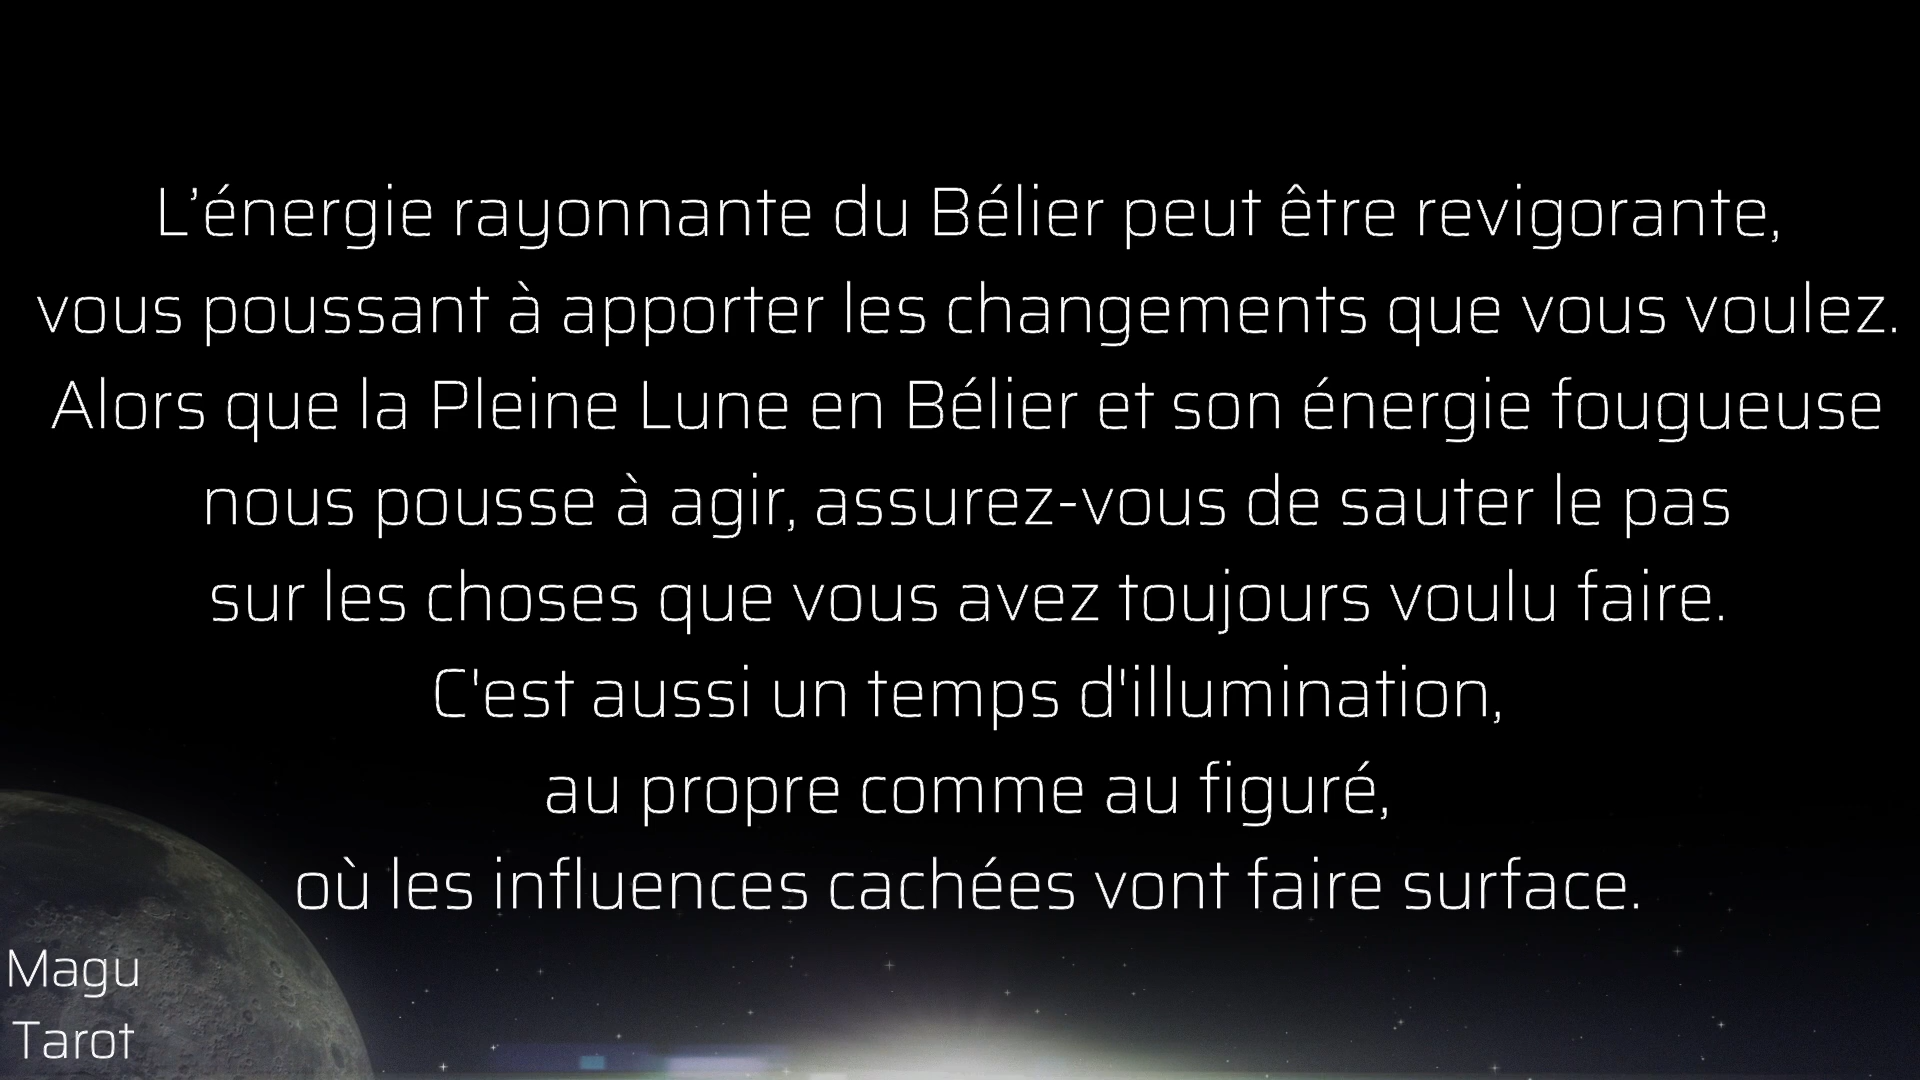 L’énergie rayonnante du Bélier peut être revigorante,
vous poussant à apporter les changements que vous voulez.
Alors que la Pleine Lune en Bélier et son énergie fougueuse
nous pousse à agir, assurez-vous de sauter le pas
sur les choses que vous avez toujours voulu faire.
C'est aussi un temps d'illumination,
au propre comme au figuré,
où les influences cachées vont faire surface.
Magu
Tarot